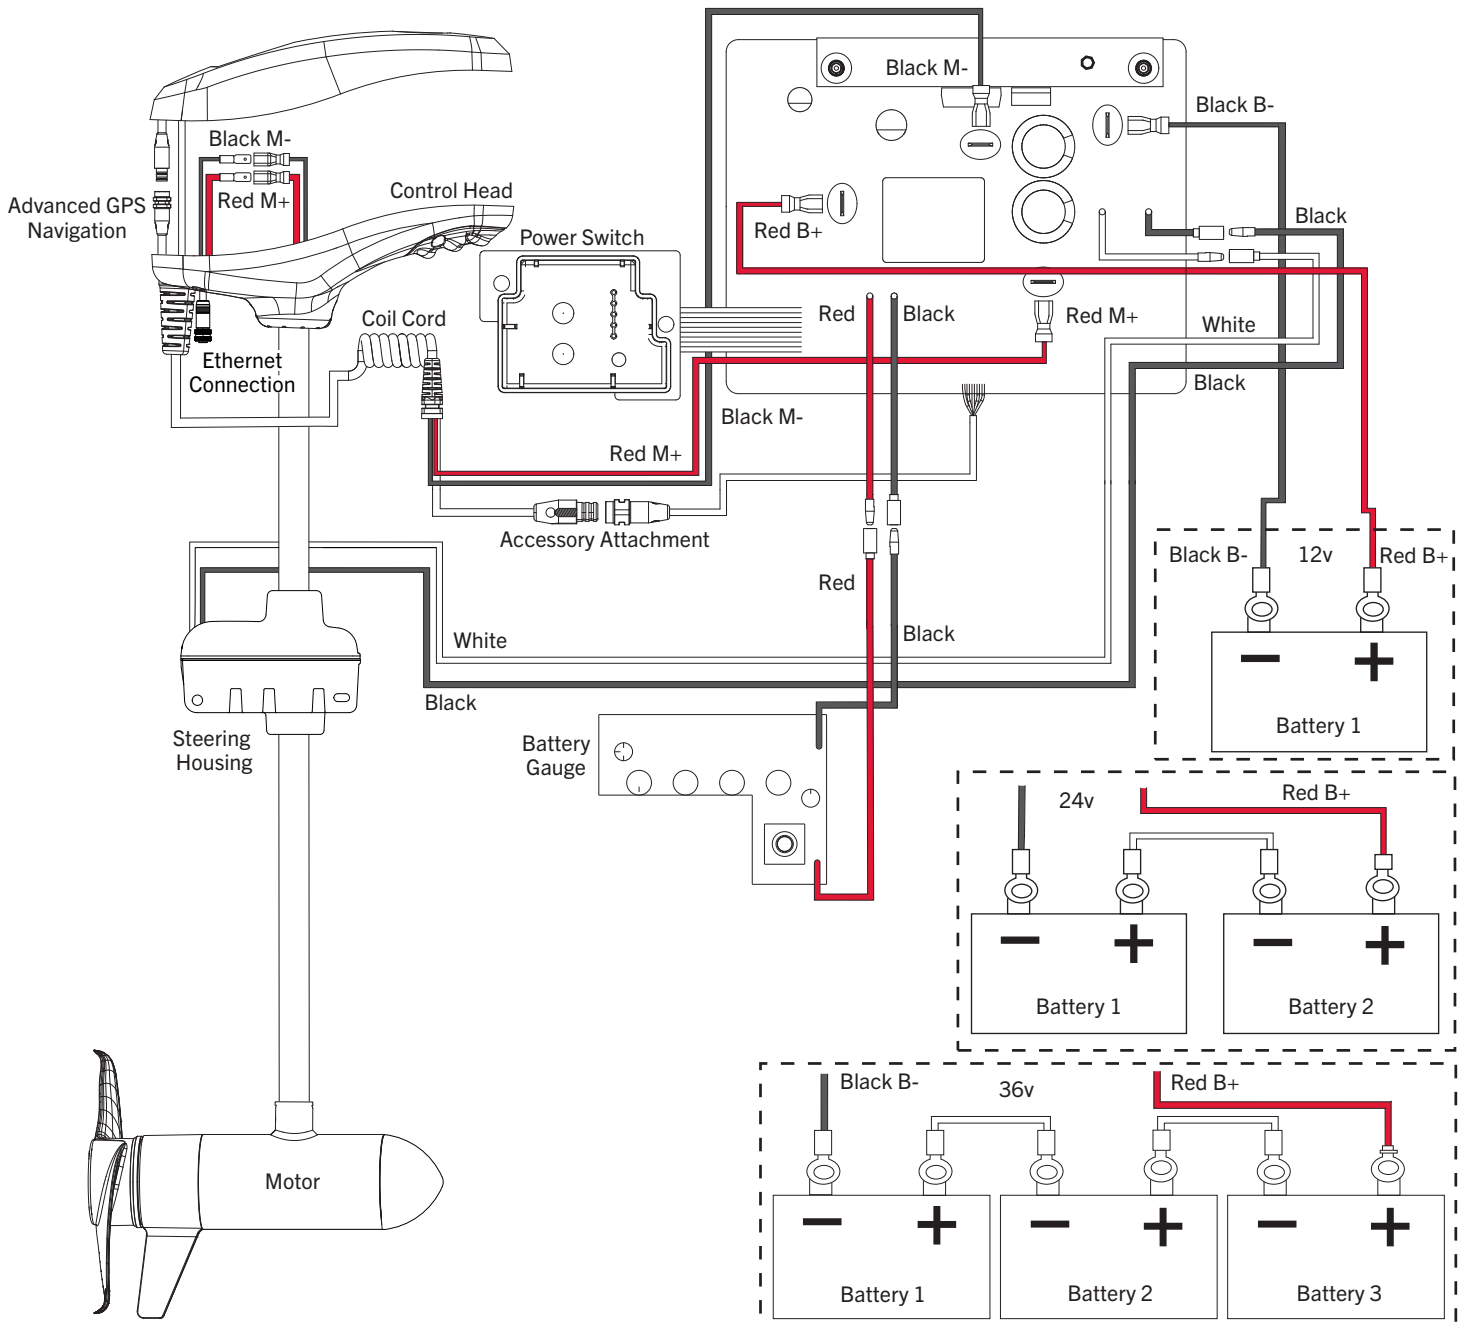 Black M-
Black B-
Black M-
Red M+
Control Head
Advanced GPS
Navigation
Power Switch
Red B+
Black
Coil Cord
Red
Black
Red M+
White
Ethernet
Connection
Black
Black M-
Red M+
Accessory Attachment
Black B-
12v
Red B+
Red
White
Black
Black
Steering
Housing
Battery
Gauge
Battery 1
24v
Red B+
Battery 1
Battery 2
Black B-
36v
Red B+
Motor
Battery 1
Battery 2
Battery 3